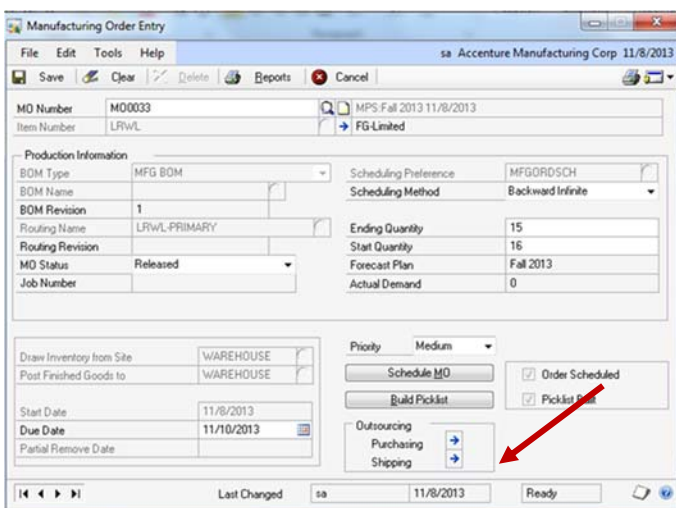 Manufacturing Order Entry
File Edit Tools Help sa Accenture Manufacturing Corp 11/8/2013
Save Clear Delete Reports Cancel
MO Number MO0033 MPS:Fall 2013 11/8/2013
Item Number LRWL FG-Limited
Production Information
BOM Type MFG BOM Scheduling Preference MFGORDSCH
BOM Name Scheduling Method Backward Infinite
BOM Revision 1
Routing Name LRWL-PRIMARY Ending Quantity 15
Routing Revision Start Quantity 16
MO Status Released Forecast Plan Fall 2013
Job Number Actual Demand 0
Priority Medium
Draw Inventory from Site WAREHOUSE Schedule MO Order Scheduled
Post Finished Goods to WAREHOUSE Build Picklist Picklist
Start Date 11/8/2013 Outsourcing
Due Date 11/10/2013 Purchasing
Partial Remove Date Shipping
Last Changed sa 11/8/2013 Ready